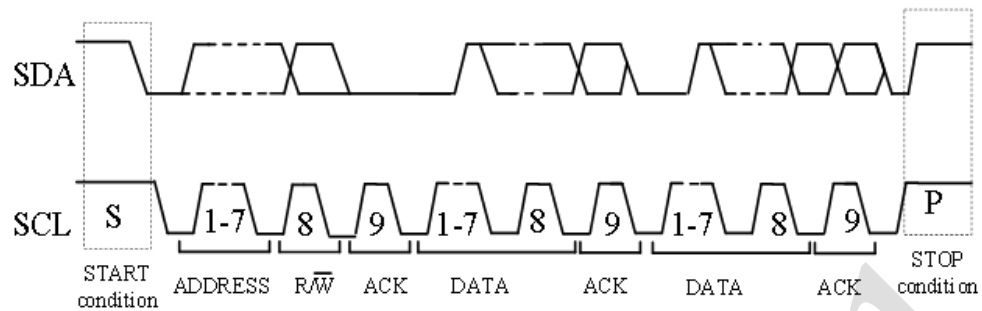 SDA
SCL S 1-7 8 9 1-7 8 9 1-7 8 9 P
START condition ADDRESS R/W̅ ACK DATA ACK DATA ACK STOP condition